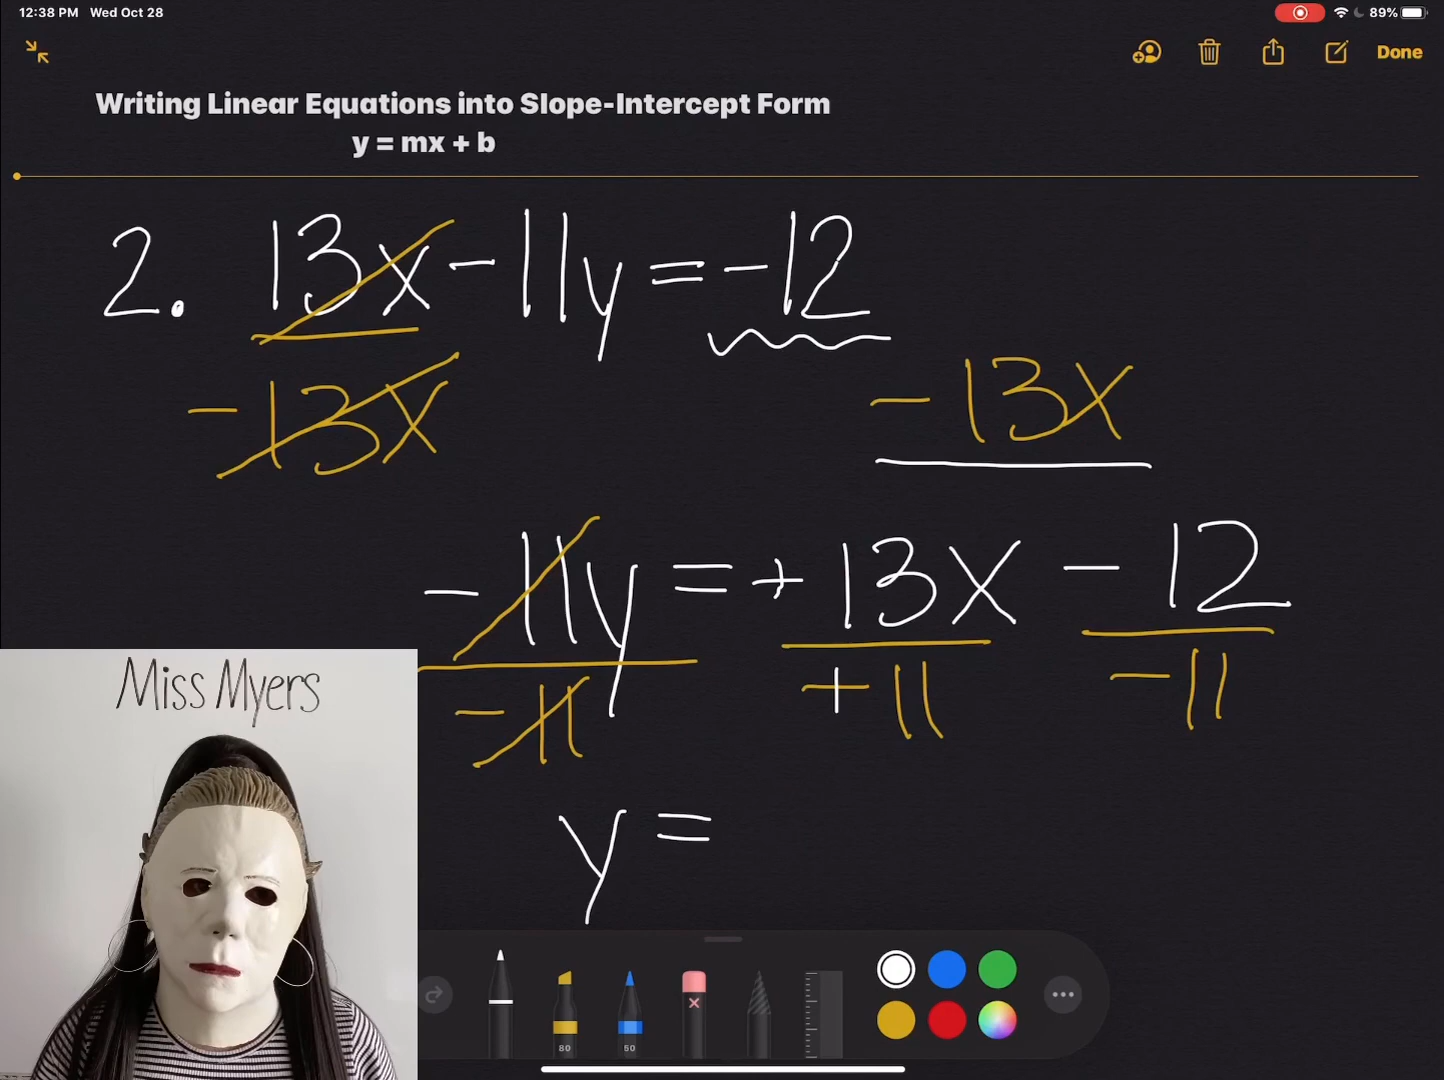 12:38 PM Wed Oct 28
89%
Done
Writing Linear Equations into Slope-Intercept Form
y = mx + b
2. 13x - 11y = -12
-13x -13x
-11y = +13x - 12
-11 +11 -11
y =
Miss Myers
80 50